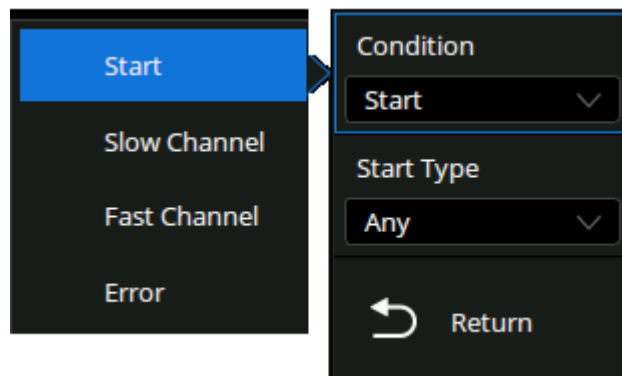 Start
Slow Channel
Fast Channel
Error
Condition
Start
Start Type
Any
Return